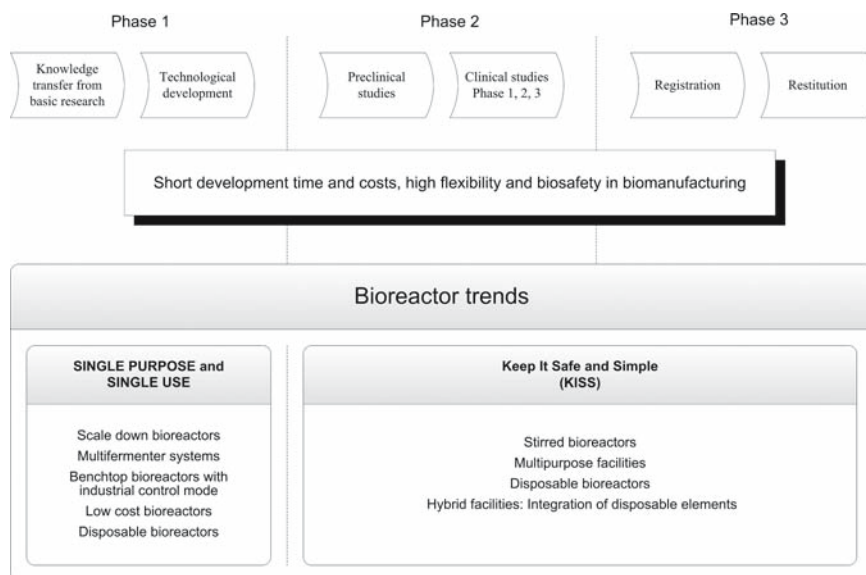 Phase 1
Phase 2
Phase 3
Knowledge
transfer from
basic research
Technological
development
Preclinical
studies
Clinical studies
Phase 1, 2, 3
Registration
Restitution
Short development time and costs, high flexibility and biosafety in biomanufacturing
Bioreactor trends
SINGLE PURPOSE and
SINGLE USE
Scale down bioreactors
Multifermenter systems
Benchtop bioreactors with
industrial control mode
Low cost bioreactors
Disposable bioreactors
Keep It Safe and Simple
(KISS)
Stirred bioreactors
Multipurpose facilities
Disposable bioreactors
Hybrid facilities: Integration of disposable elements